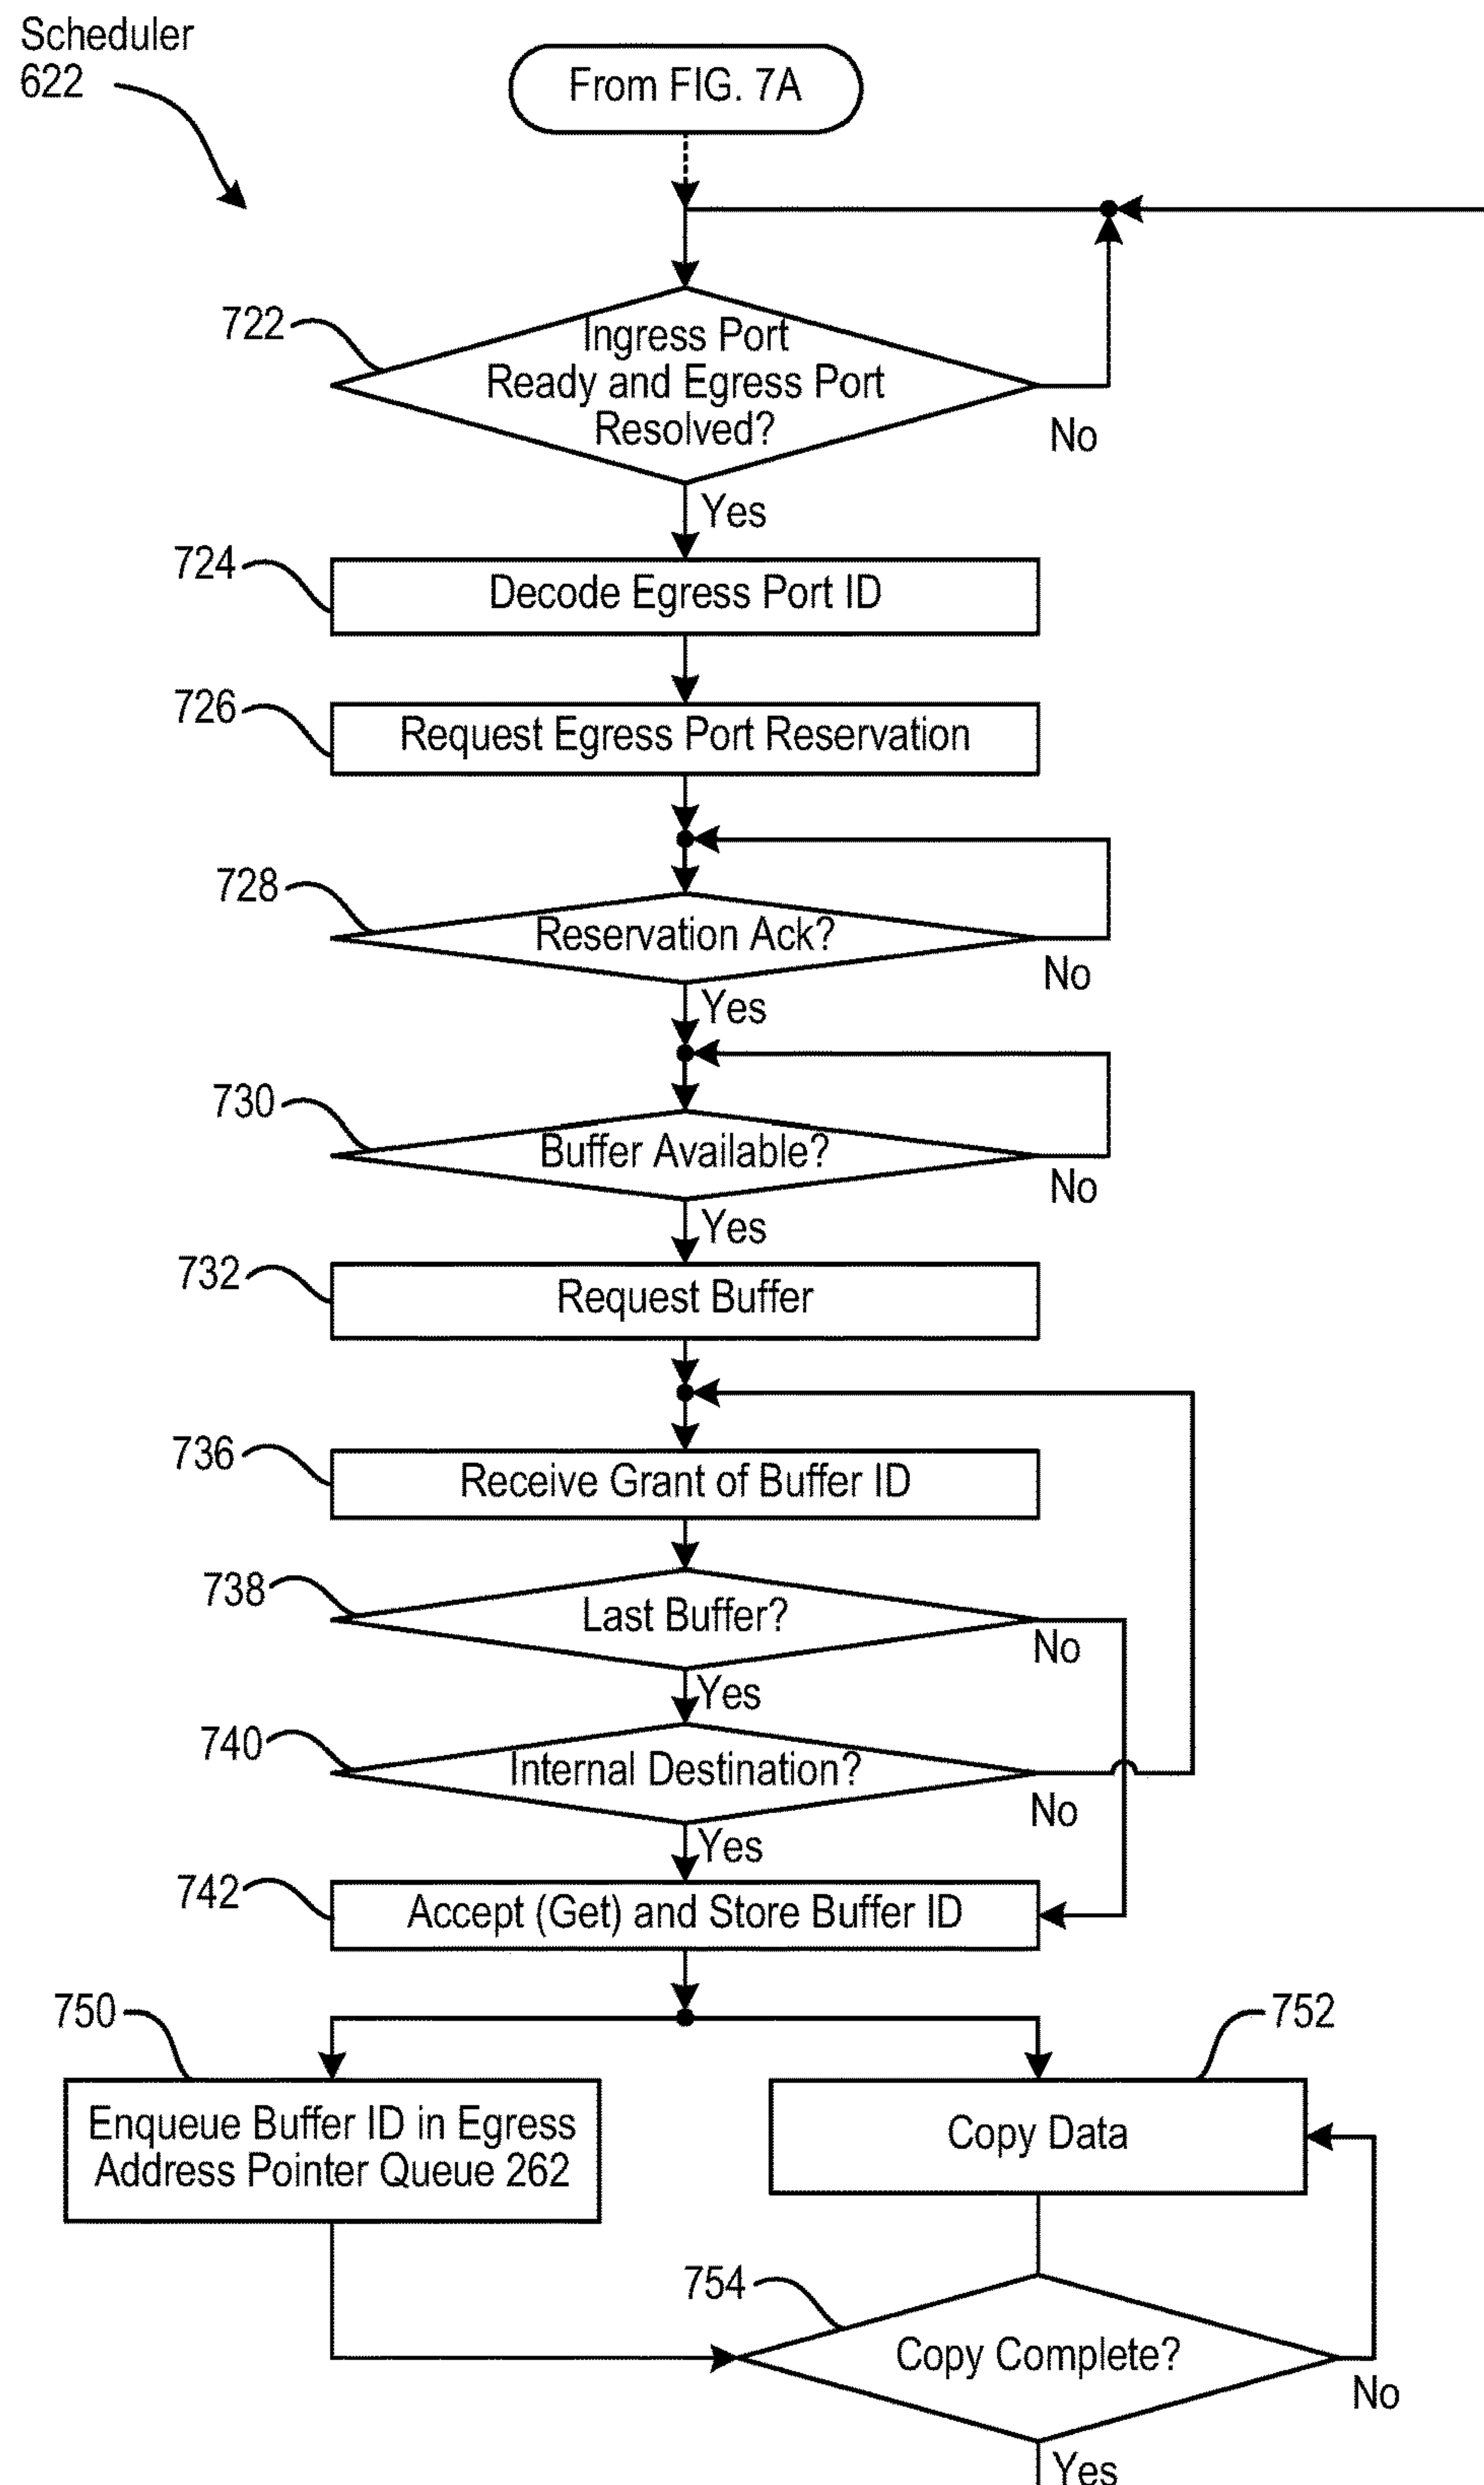 Scheduler
622
From FIG. 7A
722
Ingress Port
Ready and Egress Port
Resolved?
No
Yes
724
Decode Egress Port ID
726
Request Egress Port Reservation
728
Reservation Ack?
No
Yes
730
Buffer Available?
No
Yes
732
Request Buffer
736
Receive Grant of Buffer ID
738
Last Buffer?
No
Yes
740
Internal Destination?
No
Yes
742
Accept (Get) and Store Buffer ID
750
752
Enqueue Buffer ID in Egress
Address Pointer Queue 262
Copy Data
754
Copy Complete?
No
Yes